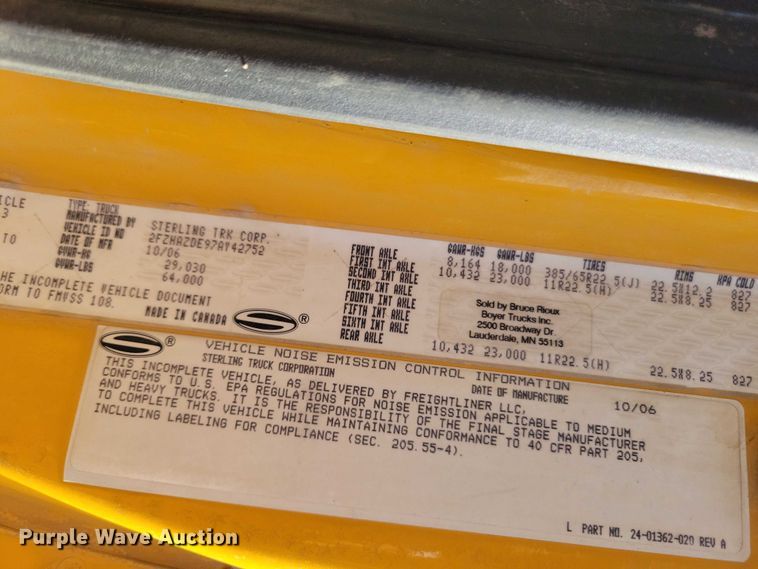 ICLE
3
TO
TYPE: TRUCK
MANUFACTURED BY STERLING TRK CORP.
VEHICLE ID NO 2FZHAZDE97AY42752
DATE OF MFR 10/06
GVWR-KG 29,030
GVWR-LBS 64,000
HE INCOMPLETE VEHICLE DOCUMENT
ORM TO FMVSS 108.
MADE IN CANADA
®
GAWR-KGS GAWR-LBS TIRES RIMS KPA COLD
FRONT AXLE 8,164 18,000 385/65R22.5(J) 22.5X12.2 827
FIRST INT AXLE 10,432 23,000 11R22.5(H) 22.5X8.25 827
SECOND INT AXLE
THIRD INT AXLE
FOURTH INT AXLE
FIFTH INT AXLE
SIXTH INT AXLE
REAR AXLE 10,432 23,000 11R22.5(H) 22.5X8.25 827
Sold by Bruce Rioux
Boyer Trucks Inc.
2500 Broadway Dr.
Lauderdale, MN 55113
®
VEHICLE NOISE EMISSION CONTROL INFORMATION
STERLING TRUCK CORPORATION DATE OF MANUFACTURE 10/06
THIS INCOMPLETE VEHICLE, AS DELIVERED BY FREIGHTLINER LLC,
CONFORMS TO U.S. EPA REGULATIONS FOR NOISE EMISSION APPLICABLE TO MEDIUM
AND HEAVY TRUCKS. IT IS THE RESPONSIBILITY OF THE FINAL STAGE MANUFACTURER
TO COMPLETE THIS VEHICLE WHILE MAINTAINING CONFORMANCE TO 40 CFR PART 205,
INCLUDING LABELING FOR COMPLIANCE (SEC. 205.55-4).
L PART NO. 24-01362-020 REV A
Purple Wave Auction